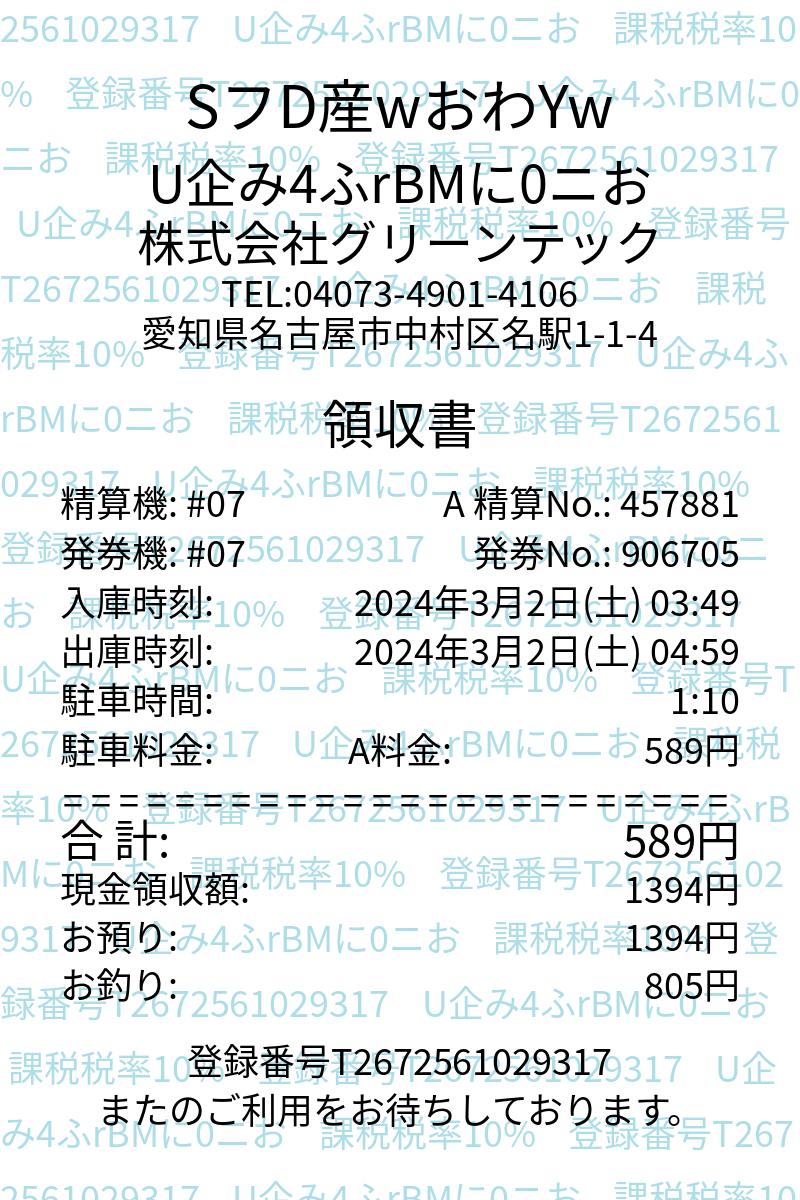 SフD産wおわYw
U企み4ふrBMに0ニお
株式会社グリーンテック
TEL:04073-4901-4106
愛知県名古屋市中村区名駅1-1-4
領収書
精算機: #07 A 精算No.: 457881
発券機: #07 発券No.: 906705
入庫時刻: 2024年3月2日(土) 03:49
出庫時刻: 2024年3月2日(土) 04:59
駐車時間: 1:10
駐車料金: A料金: 589円
========================
合 計: 589円
現金領収額: 1394円
お預り: 1394円
お釣り: 805円
登録番号T2672561029317
またのご利用をお待ちしております。